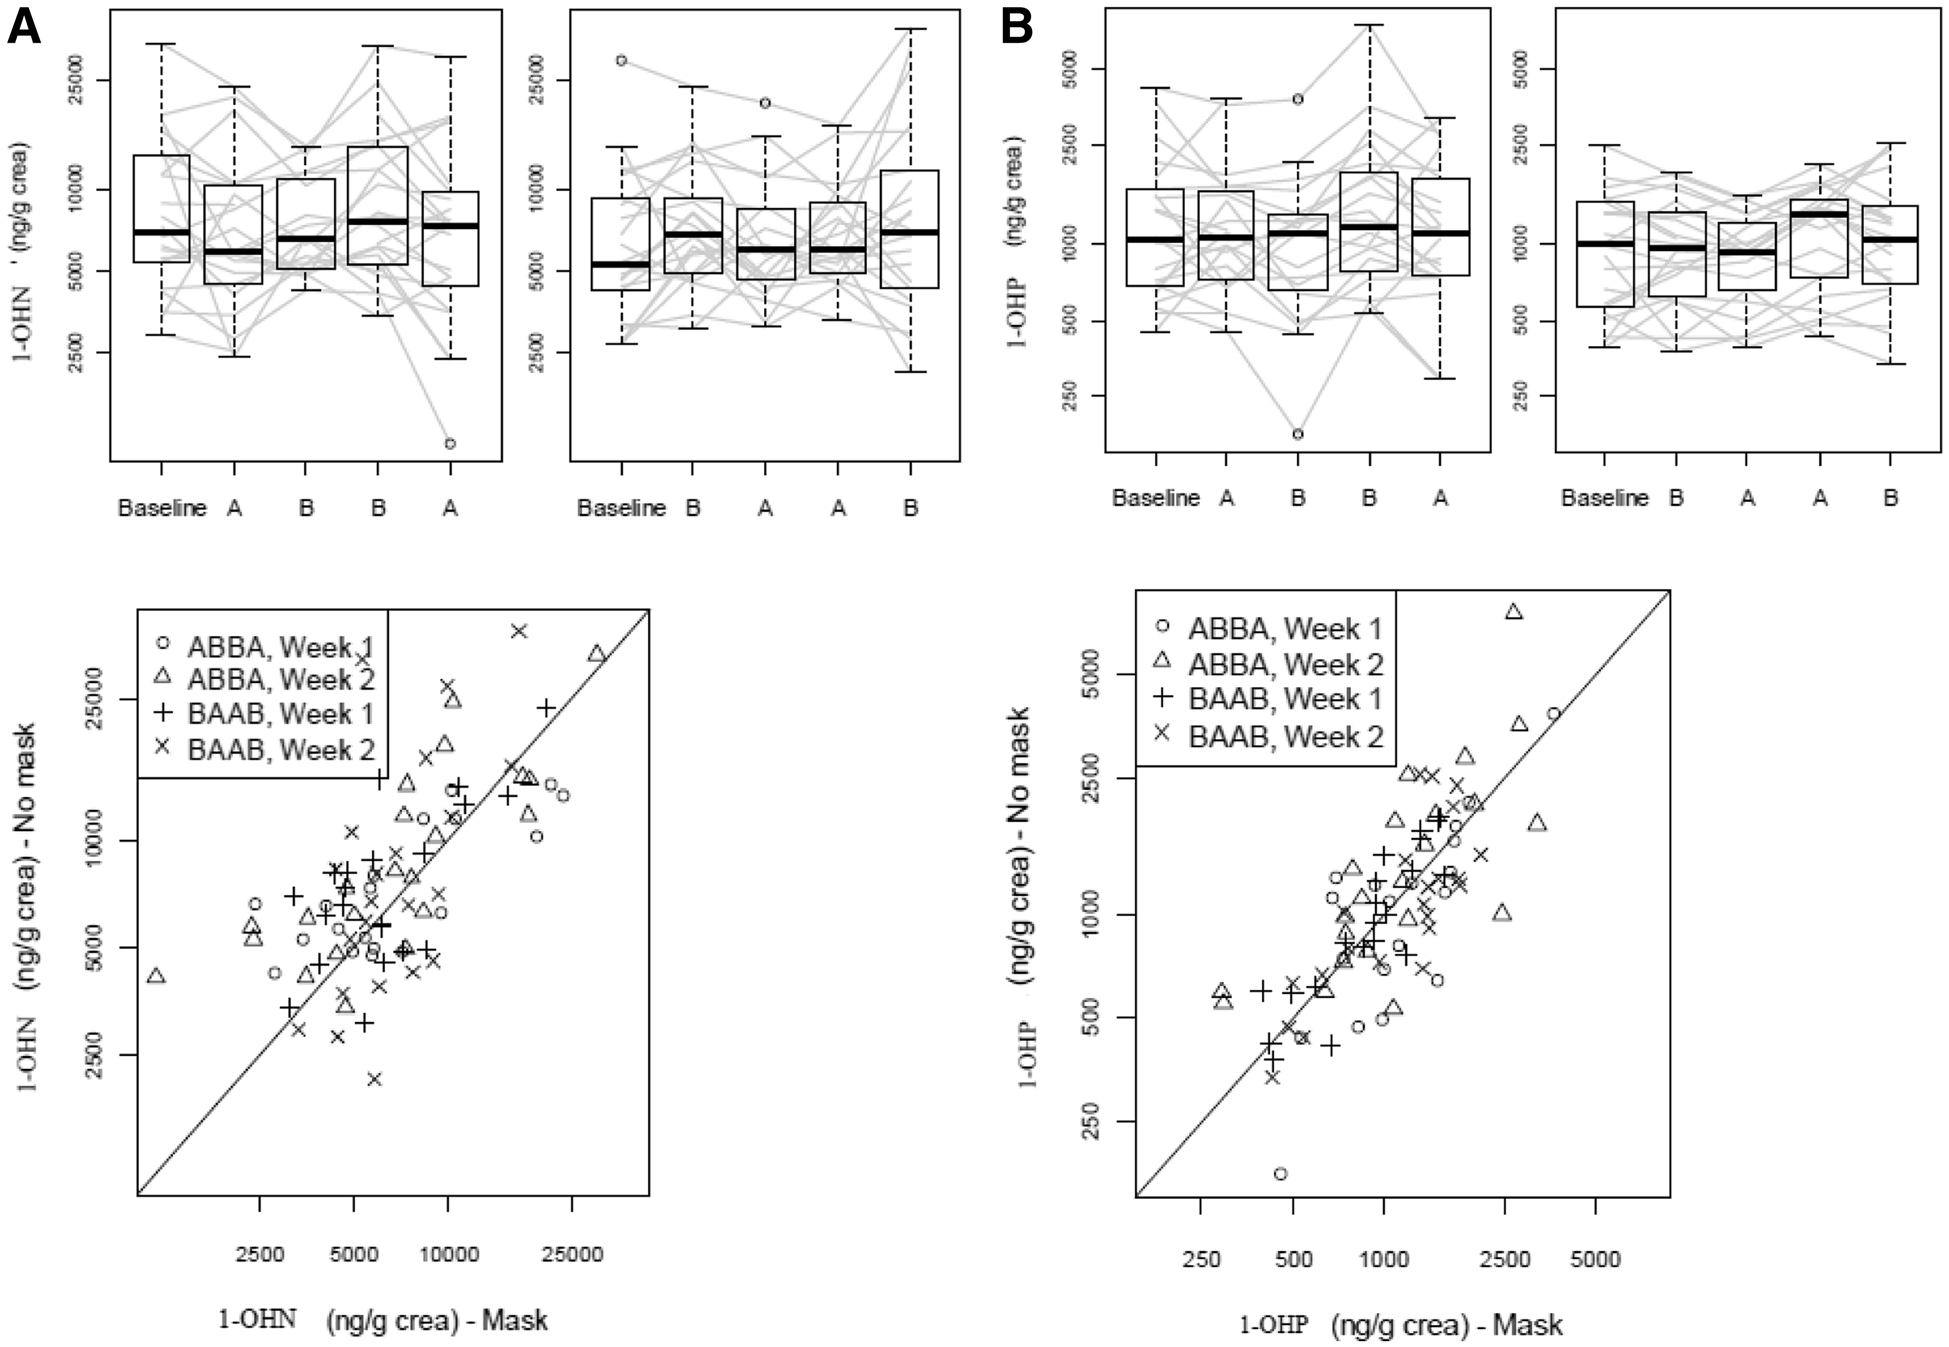 A
1-OHN ' (ng/g crea)
25000
10000
5000
2500
Baseline A B B A
25000
10000
5000
2500
Baseline B A A B
B
1-OHP (ng/g crea)
5000
2500
1000
500
250
Baseline A B B A
5000
2500
1000
500
250
Baseline B A A B
1-OHN (ng/g crea) - No mask
25000
10000
5000
2500
ABBA, Week 1
ABBA, Week 2
BAAB, Week 1
BAAB, Week 2
2500 5000 10000 25000
1-OHN (ng/g crea) - Mask
1-OHP (ng/g crea) - No mask
5000
2500
1000
500
250
ABBA, Week 1
ABBA, Week 2
BAAB, Week 1
BAAB, Week 2
250 500 1000 2500 5000
1-OHP (ng/g crea) - Mask